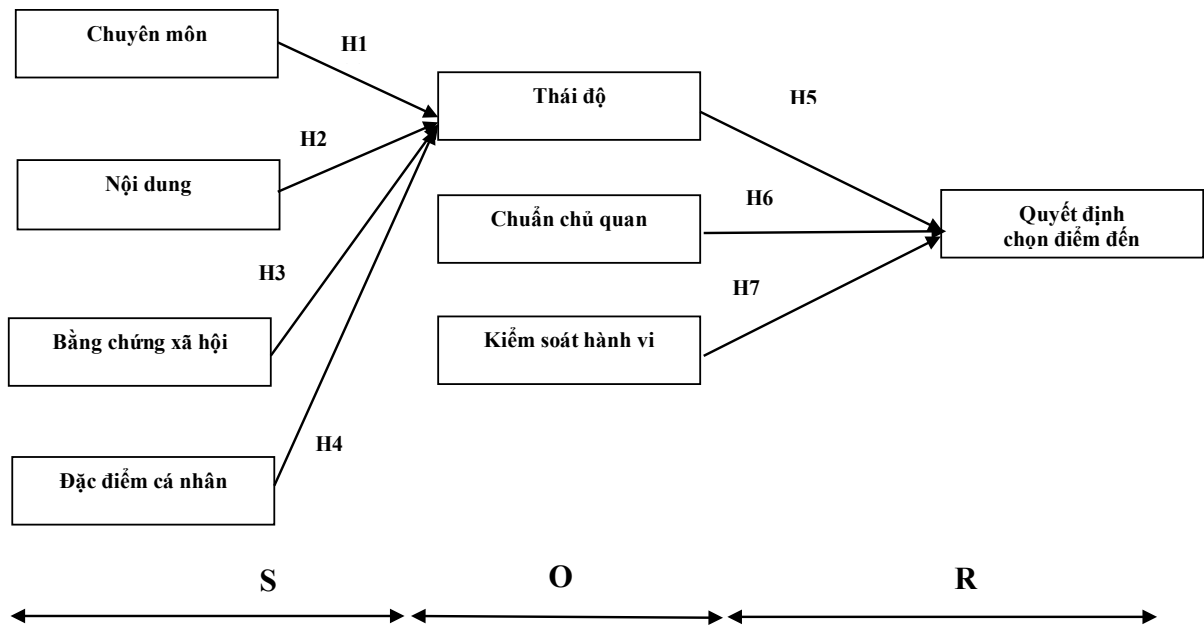 Chuyên môn
H1
Thái độ
H5
H2
Nội dung
Chuẩn chủ quan
H6
Quyết định
chọn điểm đến
H3
H7
Bằng chứng xã hội
Kiểm soát hành vi
H4
Đặc điểm cá nhân
S
O
R